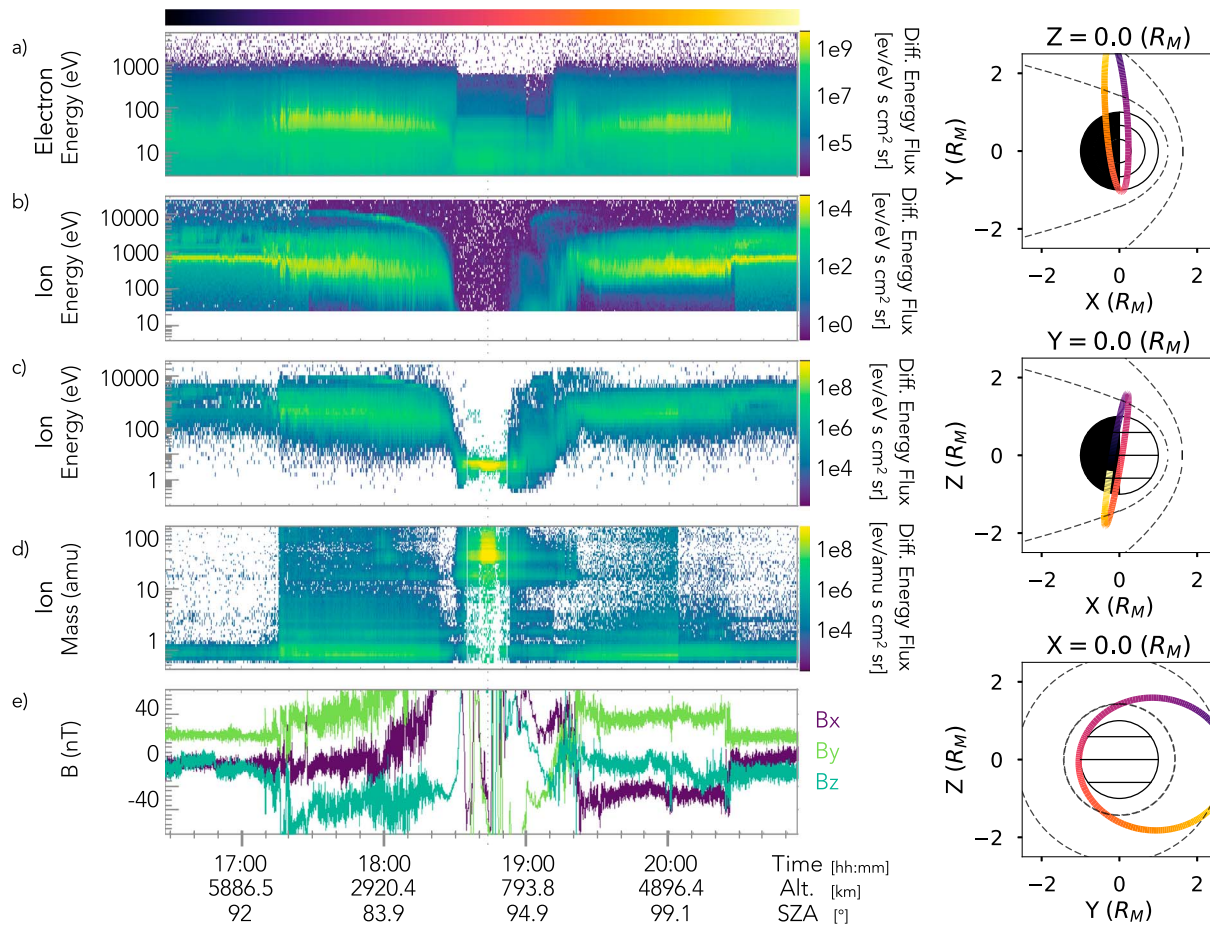 a)
Electron
Energy (eV)
1000
100
10
1e9
1e7
1e5
Diff. Energy Flux
[ev/eV s cm² sr]
b)
Ion
Energy (eV)
10000
1000
100
10
1e4
1e2
1e0
Diff. Energy Flux
[ev/eV s cm² sr]
c)
Ion
Energy (eV)
10000
100
1
1e8
1e6
1e4
Diff. Energy Flux
[ev/eV s cm² sr]
d)
Ion
Mass (amu)
100
10
1
1e8
1e6
1e4
Diff. Energy Flux
[ev/amu s cm² sr]
e)
B (nT)
40
0
-40
Bx
By
Bz
17:00 18:00 19:00 20:00 Time [hh:mm]
5886.5 2920.4 793.8 4896.4 Alt. [km]
92 83.9 94.9 99.1 SZA [°]
Z = 0.0 (R_M)
Y (R_M)
2
0
−2
−2 0 2
X (R_M)
Y = 0.0 (R_M)
Z (R_M)
2
0
−2
−2 0 2
X (R_M)
X = 0.0 (R_M)
Z (R_M)
2
0
−2
−2 0 2
Y (R_M)